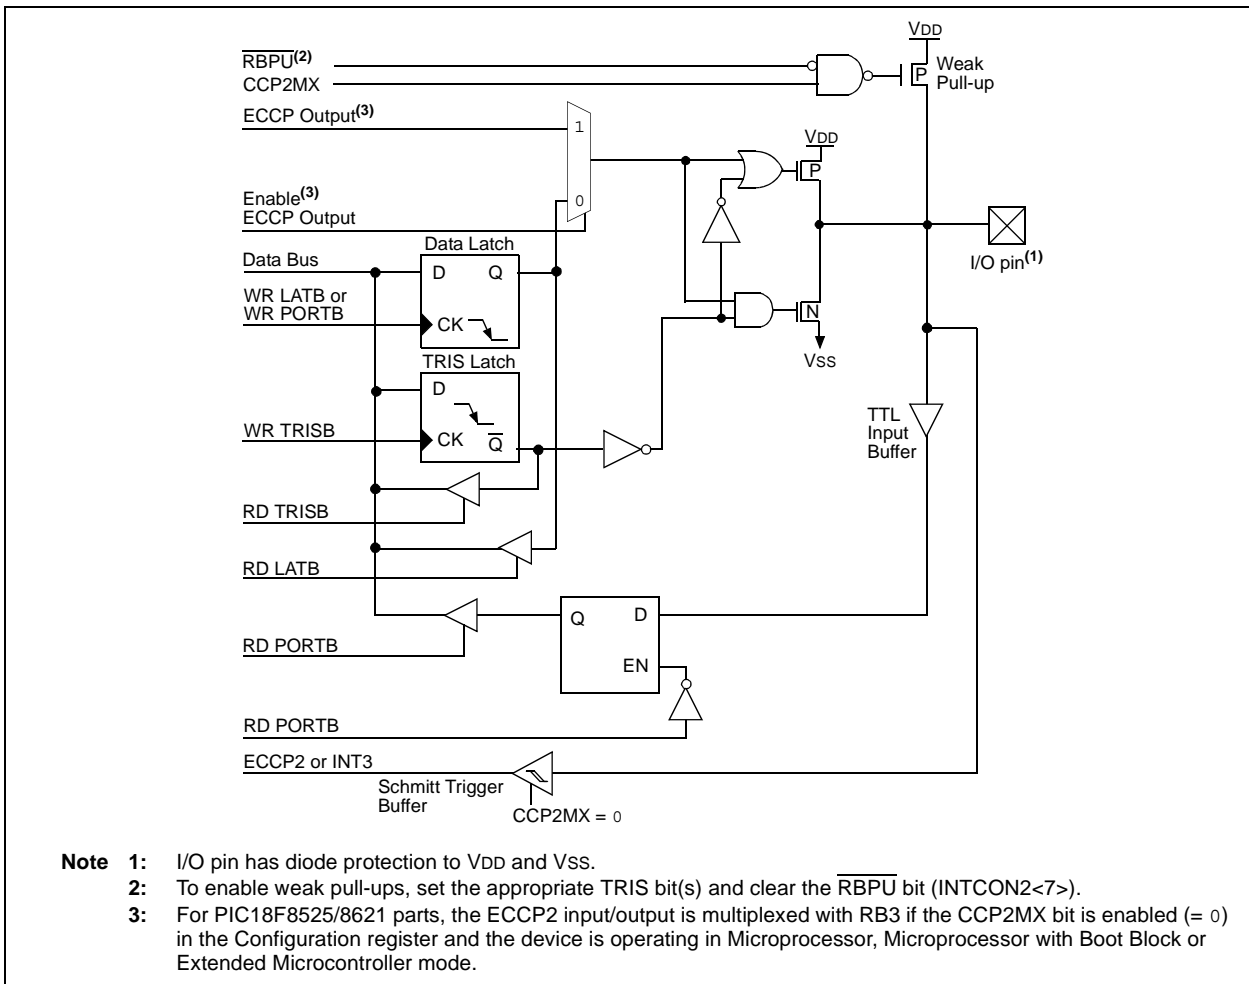 VDD
RBPU(2)
CCP2MX
P
Weak
Pull-up
ECCP Output(3)
1
VDD
P
Enable(3)
0
ECCP Output
I/O pin(1)
Data Latch
Data Bus
D Q
WR LATB or
WR PORTB
CK
N
VSS
TRIS Latch
D
TTL
Input
Buffer
WR TRISB
CK Q
RD TRISB
RD LATB
Q D
RD PORTB
EN
RD PORTB
ECCP2 or INT3
Schmitt Trigger
Buffer
CCP2MX = 0
Note 1: I/O pin has diode protection to VDD and VSS.
2: To enable weak pull-ups, set the appropriate TRIS bit(s) and clear the RBPU bit (INTCON2<7>).
3: For PIC18F8525/8621 parts, the ECCP2 input/output is multiplexed with RB3 if the CCP2MX bit is enabled (= 0)
in the Configuration register and the device is operating in Microprocessor, Microprocessor with Boot Block or
Extended Microcontroller mode.